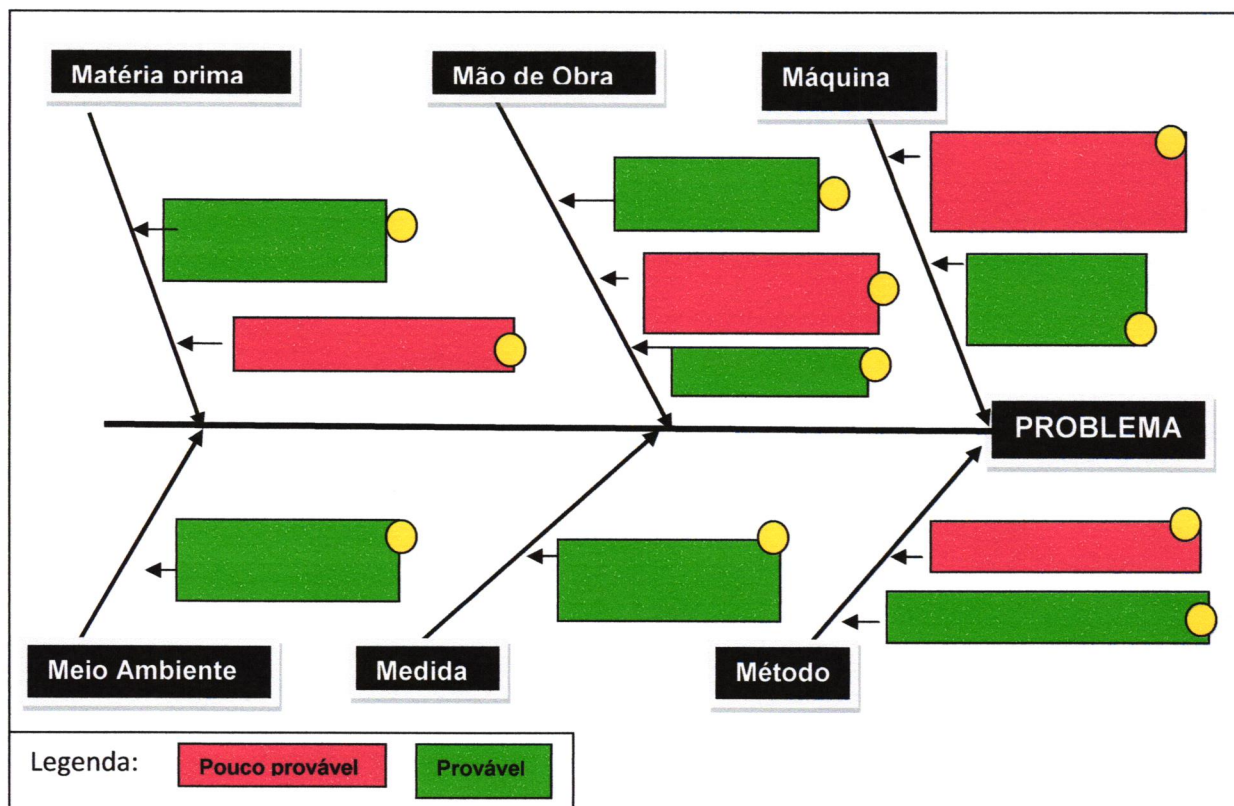 Matéria prima
Mão de Obra
Máquina
PROBLEMA
Meio Ambiente
Medida
Método
Legenda:
Pouco provável
Provável